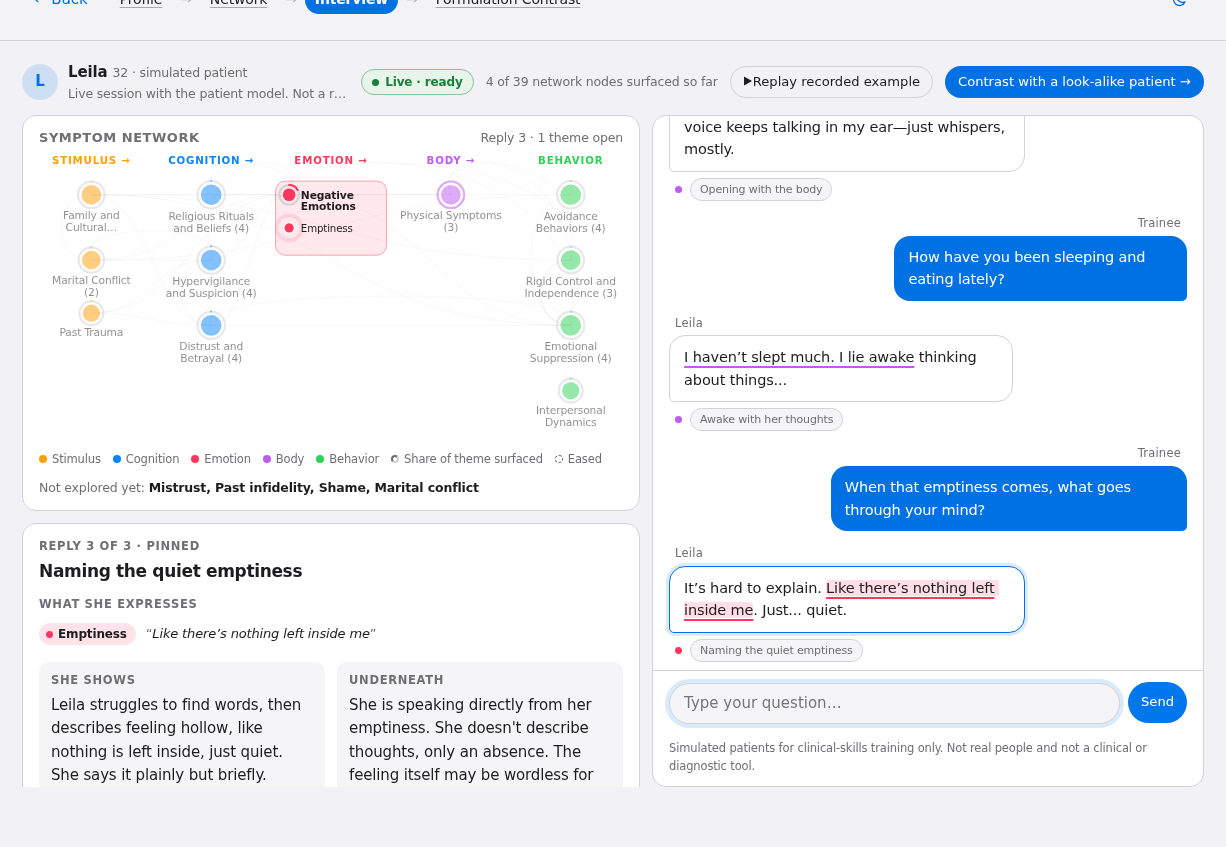 Back
Profile
→
Network
→
Interview
→
Formulation Contrast
L
Leila 32 · simulated patient
Live session with the patient model. Not a r…
Live · ready
4 of 39 network nodes surfaced so far
Replay recorded example
Contrast with a look-alike patient →
SYMPTOM NETWORK
Reply 3 · 1 theme open
STIMULUS →
COGNITION →
EMOTION →
BODY →
BEHAVIOR
Family and
Cultural…
Marital Conflict
(2)
Past Trauma
Religious Rituals
and Beliefs (4)
Hypervigilance
and Suspicion (4)
Distrust and
Betrayal (4)
Negative
Emotions
Emptiness
Physical Symptoms
(3)
Avoidance
Behaviors (4)
Rigid Control and
Independence (3)
Emotional
Suppression (4)
Interpersonal
Dynamics
Stimulus
Cognition
Emotion
Body
Behavior
Share of theme surfaced
Eased
Not explored yet: Mistrust, Past infidelity, Shame, Marital conflict
REPLY 3 OF 3 · PINNED
Naming the quiet emptiness
WHAT SHE EXPRESSES
Emptiness
"Like there’s nothing left inside me"
SHE SHOWS
Leila struggles to find words, then
describes feeling hollow, like
nothing is left inside, just quiet.
She says it plainly but briefly.
UNDERNEATH
She is speaking directly from her
emptiness. She doesn't describe
thoughts, only an absence. The
feeling itself may be wordless for
voice keeps talking in my ear—just whispers,
mostly.
Opening with the body
Trainee
How have you been sleeping and
eating lately?
Leila
I haven’t slept much. I lie awake thinking
about things...
Awake with her thoughts
Trainee
When that emptiness comes, what goes
through your mind?
Leila
It’s hard to explain. Like there’s nothing left
inside me. Just... quiet.
Naming the quiet emptiness
Type your question…
Send
Simulated patients for clinical-skills training only. Not real people and not a clinical or
diagnostic tool.